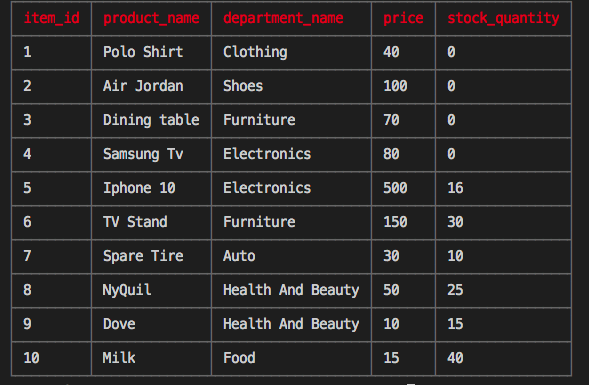 item_id product_name department_name price stock_quantity
1 Polo Shirt Clothing 40 0
2 Air Jordan Shoes 100 0
3 Dining table Furniture 70 0
4 Samsung Tv Electronics 80 0
5 Iphone 10 Electronics 500 16
6 TV Stand Furniture 150 30
7 Spare Tire Auto 30 10
8 NyQuil Health And Beauty 50 25
9 Dove Health And Beauty 10 15
10 Milk Food 15 40